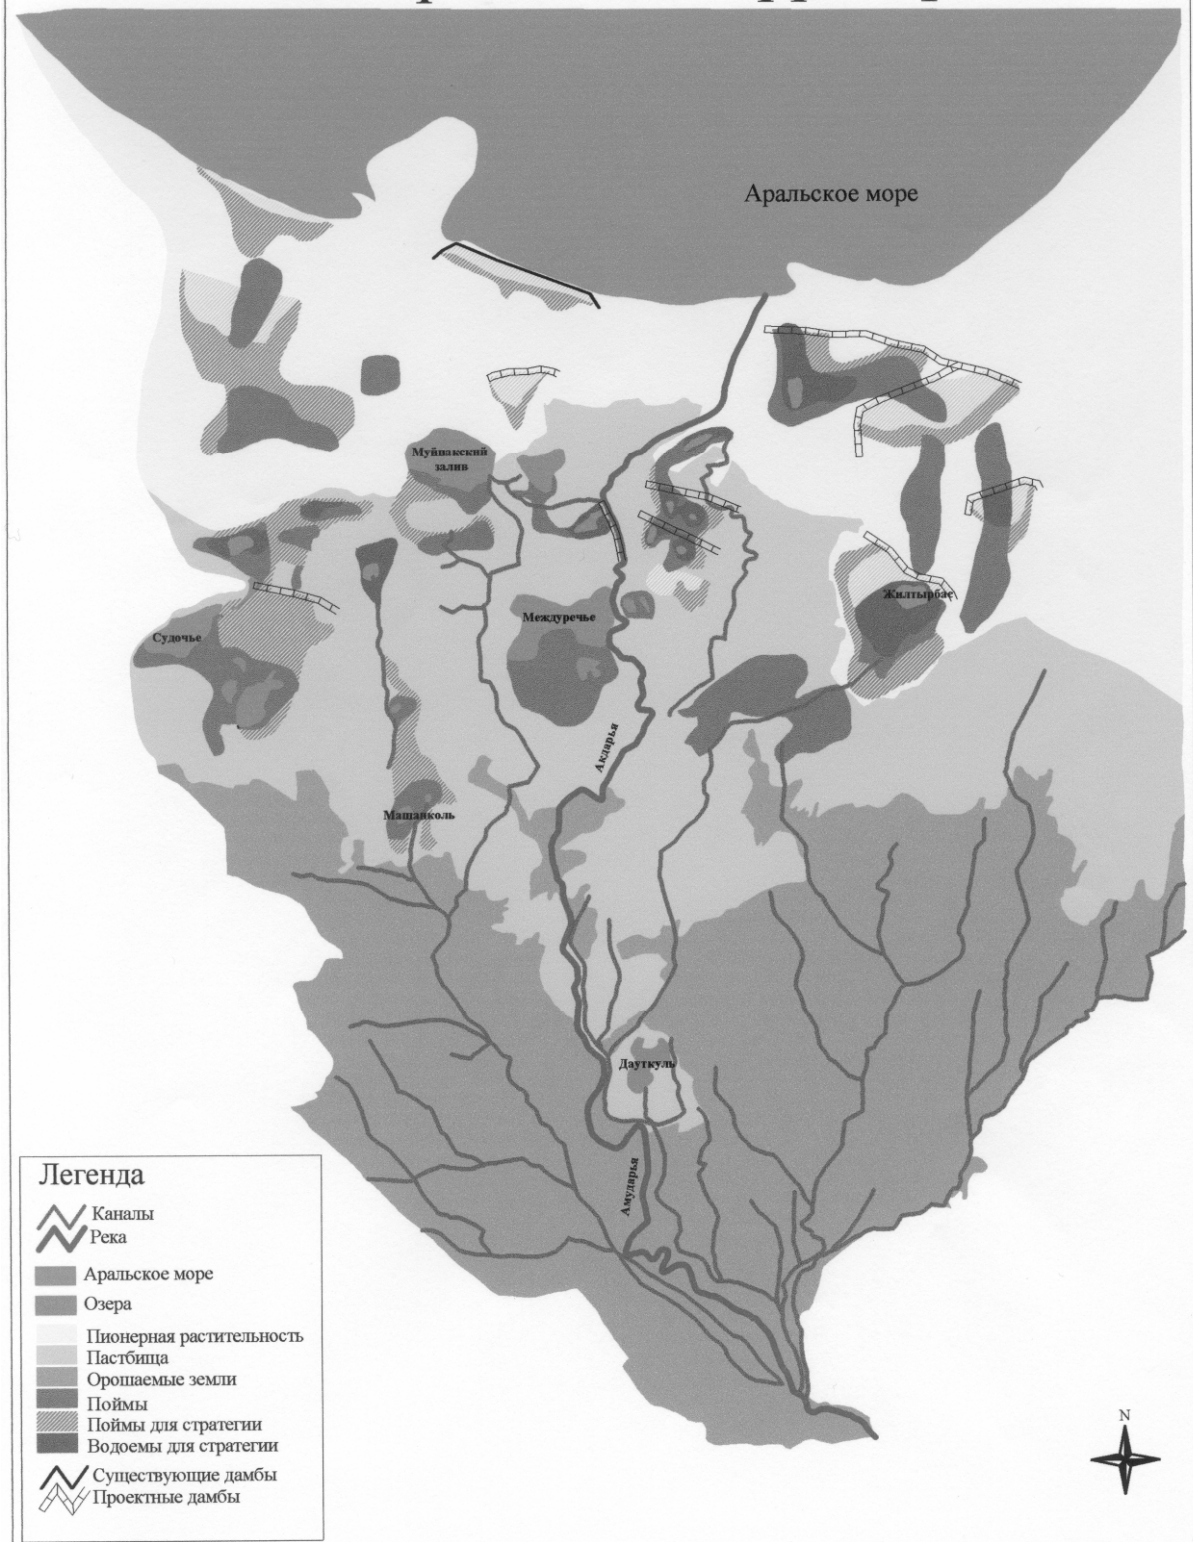 Аральское море
Муйнакский
залив
Жилтырбас
Междуречье
Судочье
Акдарья
Машанколь
Дауткуль
Амударья
Легенда
Каналы
Река
Аральское море
Озера
Пионерная растительность
Пастбища
Орошаемые земли
Поймы
Поймы для стратегии
Водоемы для стратегии
Существующие дамбы
Проектные дамбы
N